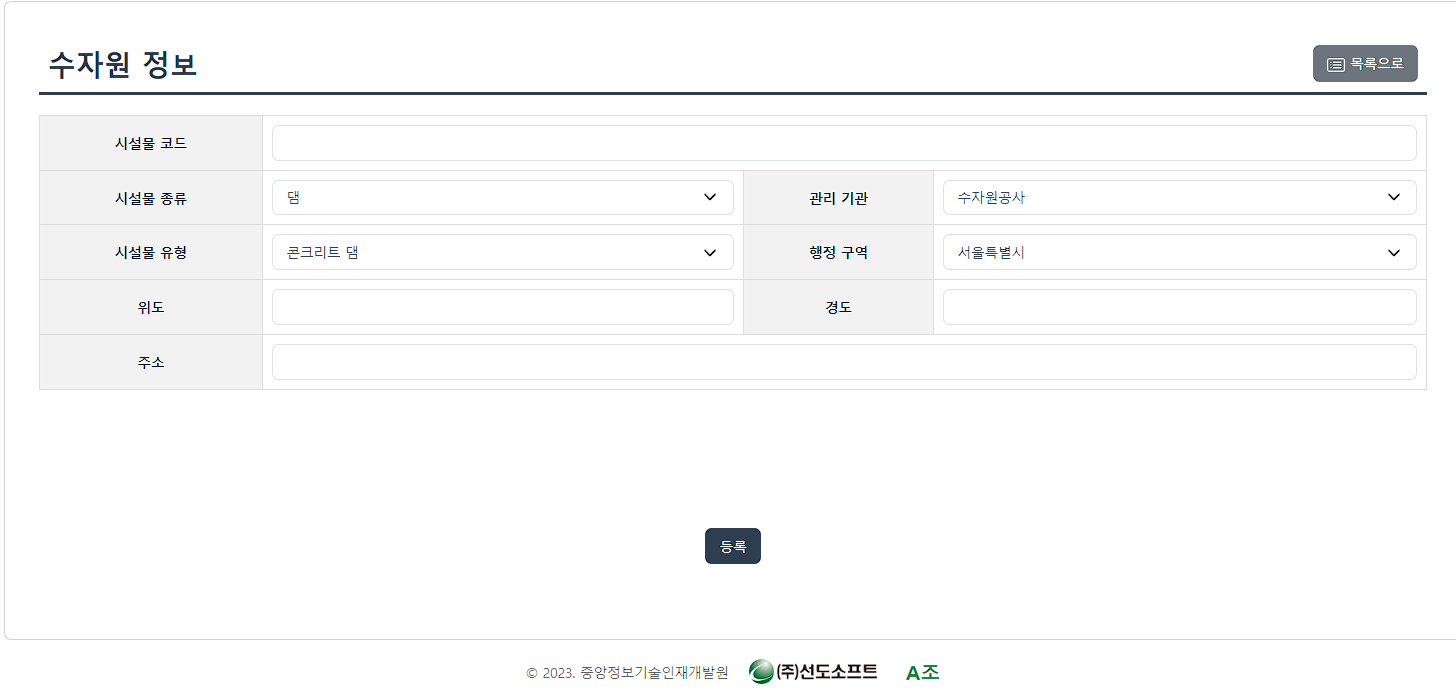 수자원 정보
목록으로
시설물 코드
시설물 종류 댐 관리 기관 수자원공사
시설물 유형 콘크리트 댐 행정 구역 서울특별시
위도 경도
주소
등록
© 2023. 중앙정보기술인재개발원 (주)선도소프트 A조